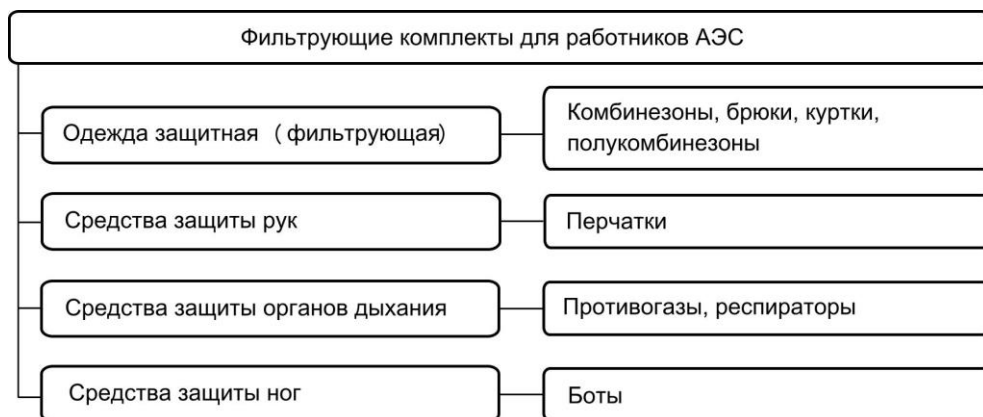 Фильтрующие комплекты для работников АЭС
Одежда защитная ( фильтрующая)
Комбинезоны, брюки, куртки,
полукомбинезоны
Средства защиты рук
Перчатки
Средства защиты органов дыхания
Противогазы, респираторы
Средства защиты ног
Боты